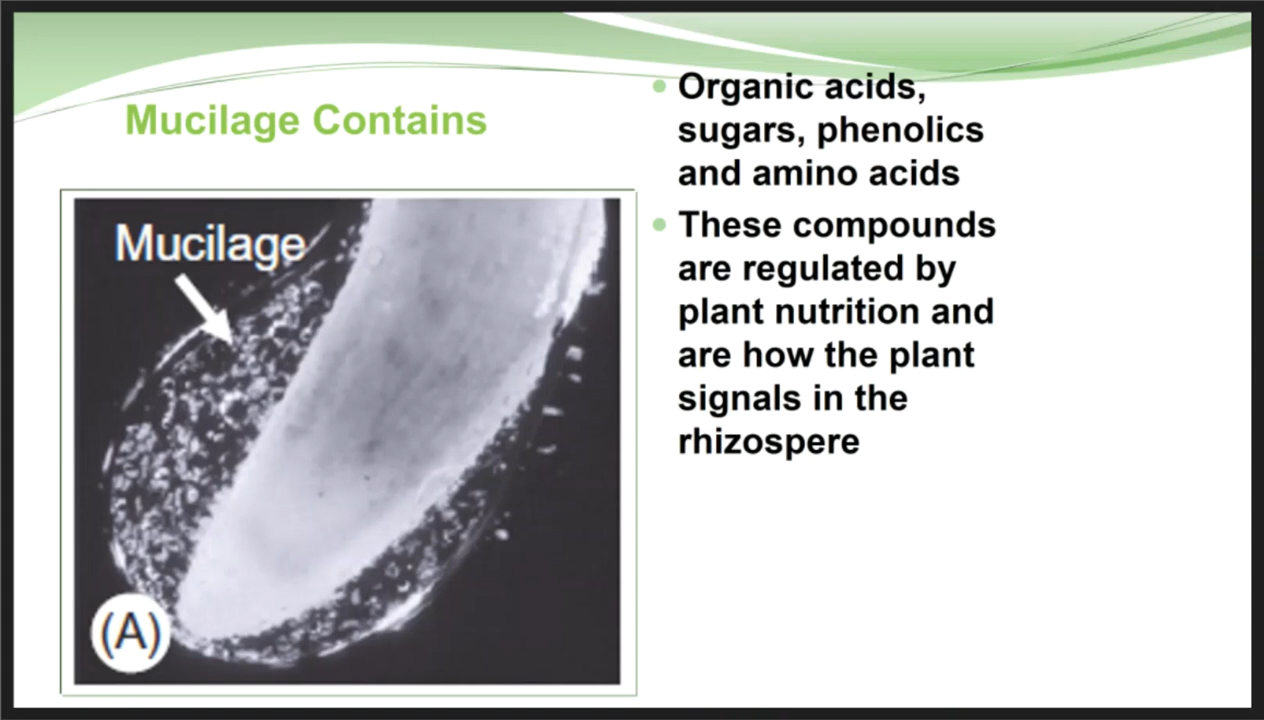 Mucilage Contains
Mucilage
(A)
Organic acids,
sugars, phenolics
and amino acids
These compounds
are regulated by
plant nutrition and
are how the plant
signals in the
rhizospere